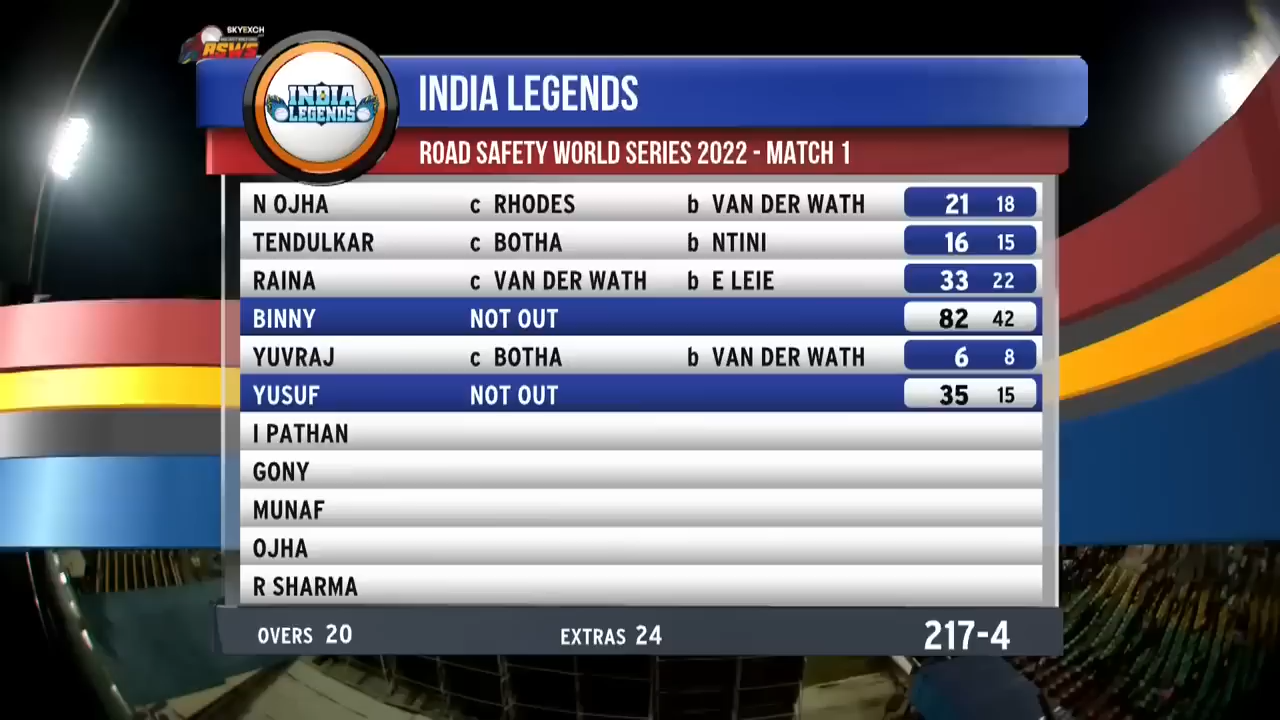 SKYEXCH
RSWS
INDIA
LEGENDS
INDIA LEGENDS
ROAD SAFETY WORLD SERIES 2022 - MATCH 1
N OJHA c RHODES b VAN DER WATH 21 18
TENDULKAR c BOTHA b NTINI 16 15
RAINA c VAN DER WATH b E LEIE 33 22
BINNY NOT OUT 82 42
YUVRAJ c BOTHA b VAN DER WATH 6 8
YUSUF NOT OUT 35 15
I PATHAN
GONY
MUNAF
OJHA
R SHARMA
OVERS 20 EXTRAS 24 217-4